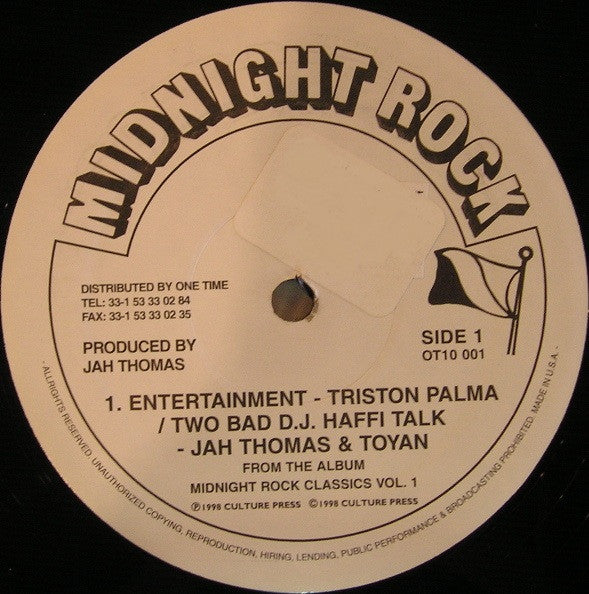 MIDNIGHT ROCK
DISTRIBUTED BY ONE TIME
TEL: 33-1 53 33 02 84
FAX: 33-1 53 33 02 35
PRODUCED BY
JAH THOMAS
SIDE 1
OT10 001
1. ENTERTAINMENT - TRISTON PALMA
/ TWO BAD D.J. HAFFI TALK
- JAH THOMAS & TOYAN
FROM THE ALBUM
MIDNIGHT ROCK CLASSICS VOL. 1
℗1998 CULTURE PRESS ©1998 CULTURE PRESS
- ALL RIGHTS RESERVED. UNAUTHORIZED COPYING, REPRODUCTION, HIRING, LENDING, PUBLIC PERFORMANCE & BROADCASTING PROHIBITED. MADE IN U.S.A. -